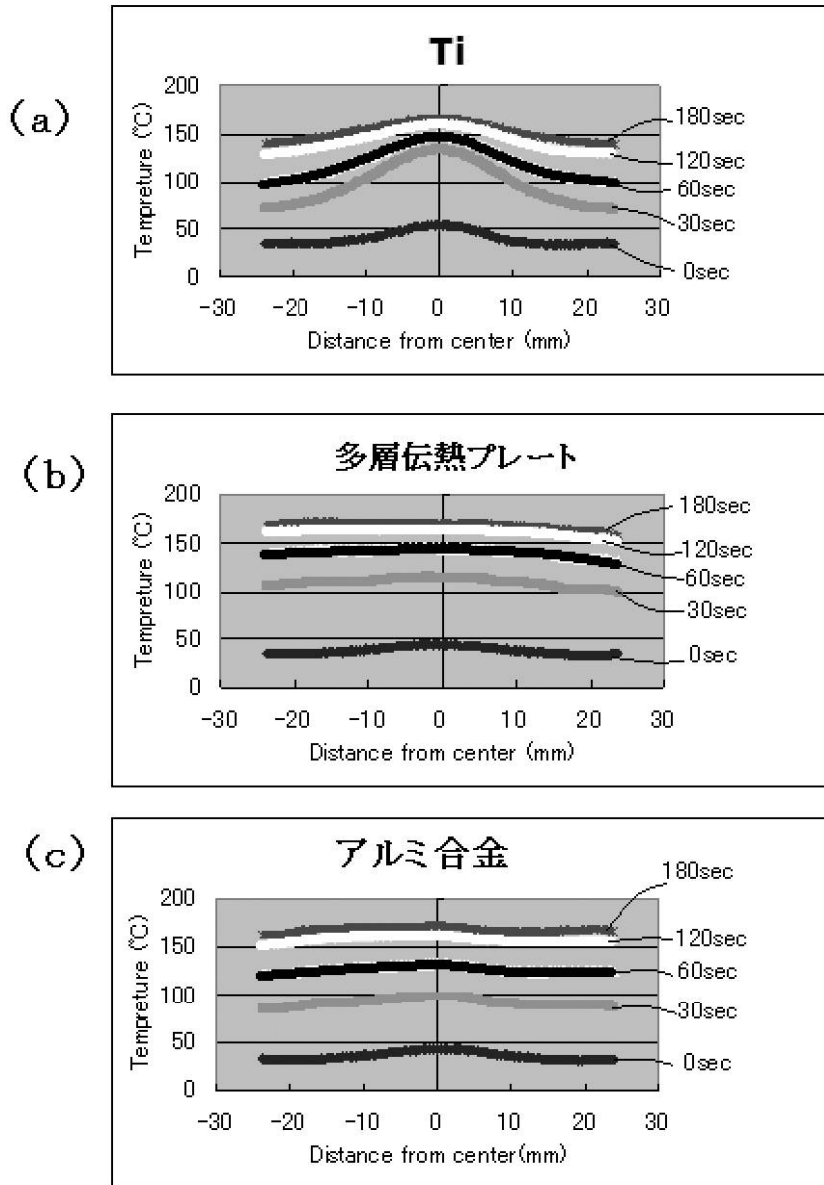 (a)
Ti
Tempreture (℃)
200
150
100
50
0
-30 -20 -10 0 10 20 30
Distance from center (mm)
180sec
120sec
60sec
30sec
0sec
(b)
多層伝熱プレート
Tempreture (℃)
200
150
100
50
0
-30 -20 -10 0 10 20 30
Distance from center (mm)
180sec
120sec
60sec
30sec
0sec
(c)
アルミ合金
Tempreture (℃)
200
150
100
50
0
-30 -20 -10 0 10 20 30
Distance from center(mm)
180sec
120sec
60sec
30sec
0sec